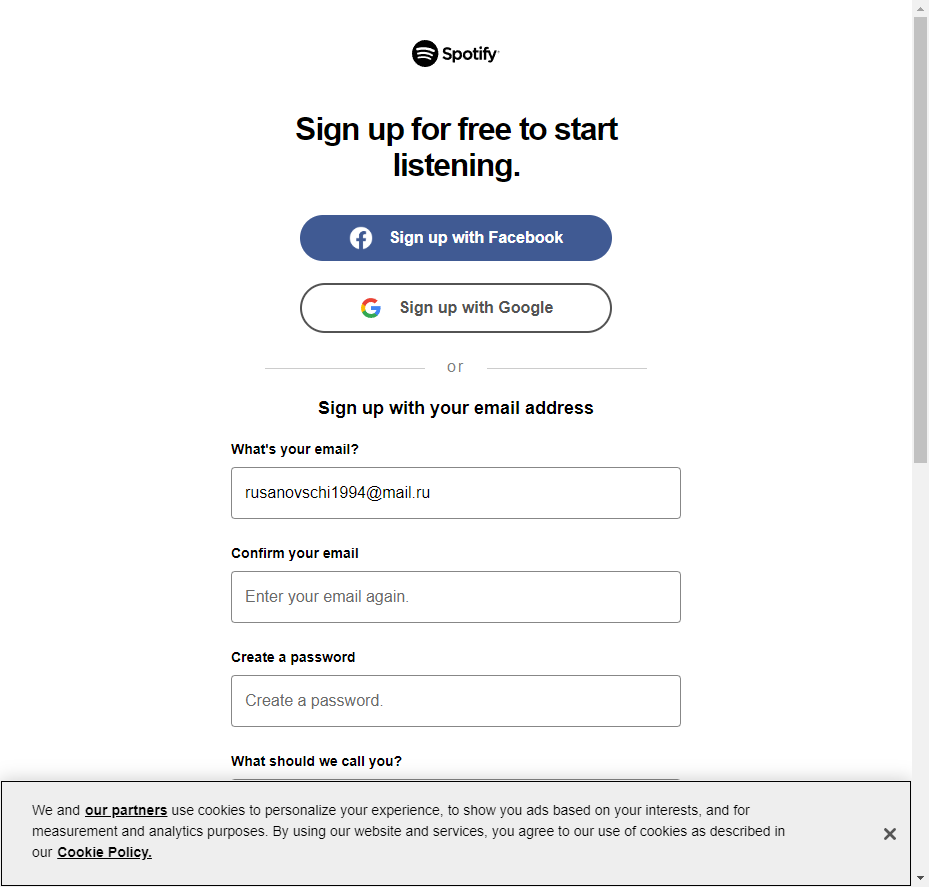 Spotify
Sign up for free to start
listening.
Sign up with Facebook
Sign up with Google
or
Sign up with your email address
What's your email?
rusanovschi1994@mail.ru
Confirm your email
Enter your email again.
Create a password
Create a password.
What should we call you?
We and our partners use cookies to personalize your experience, to show you ads based on your interests, and for
measurement and analytics purposes. By using our website and services, you agree to our use of cookies as described in
our Cookie Policy.